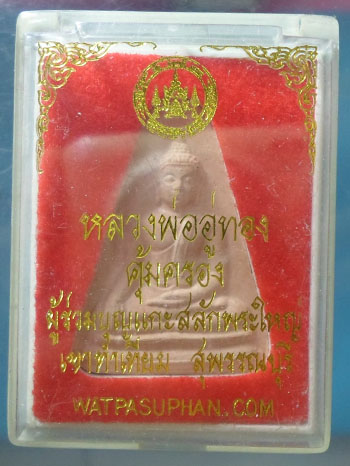 หลวงพ่ออู่ทอง
คุ้มครอง
ผู้ร่วมบุญแกะสลักพระใหญ่
เขาทำเทียม สุพรรณบุรี
WATPASUPHAN.COM